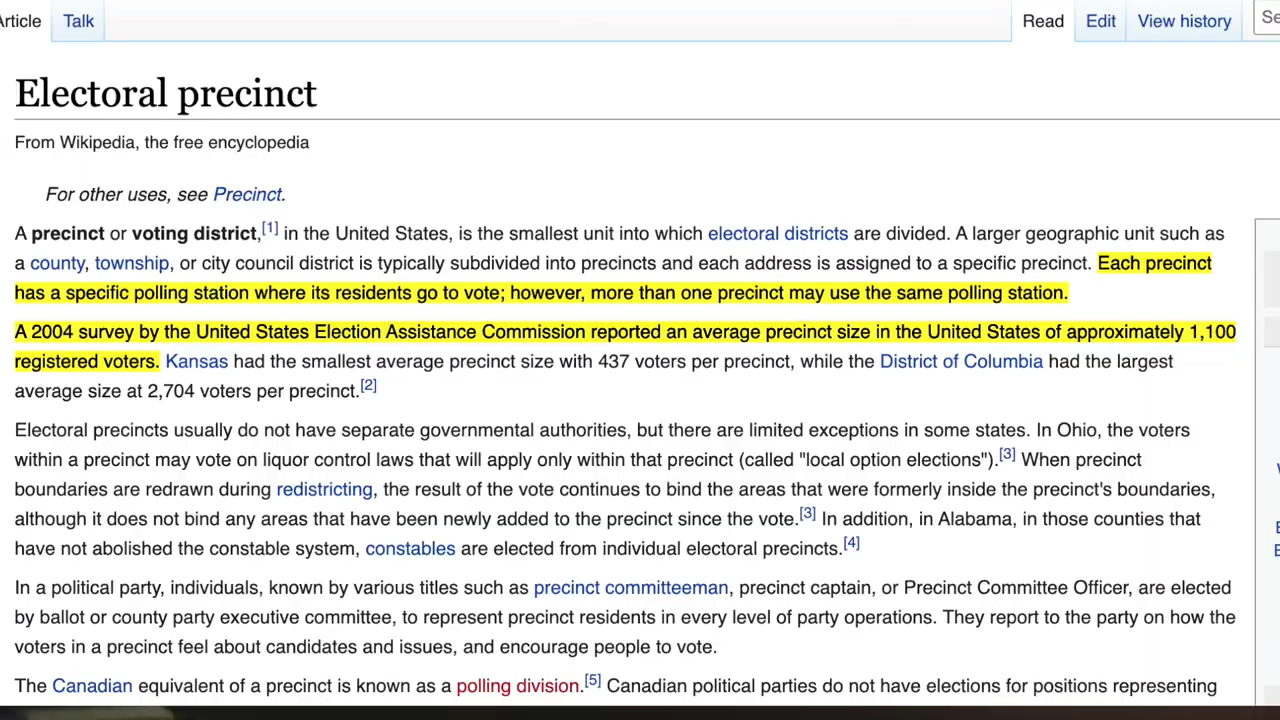 Article Talk Read Edit View history Se
Electoral precinct
From Wikipedia, the free encyclopedia
For other uses, see Precinct.
A precinct or voting district,[1] in the United States, is the smallest unit into which electoral districts are divided. A larger geographic unit such as
a county, township, or city council district is typically subdivided into precincts and each address is assigned to a specific precinct. Each precinct
has a specific polling station where its residents go to vote; however, more than one precinct may use the same polling station.
A 2004 survey by the United States Election Assistance Commission reported an average precinct size in the United States of approximately 1,100
registered voters. Kansas had the smallest average precinct size with 437 voters per precinct, while the District of Columbia had the largest
average size at 2,704 voters per precinct.[2]
Electoral precincts usually do not have separate governmental authorities, but there are limited exceptions in some states. In Ohio, the voters
within a precinct may vote on liquor control laws that will apply only within that precinct (called "local option elections").[3] When precinct
boundaries are redrawn during redistricting, the result of the vote continues to bind the areas that were formerly inside the precinct's boundaries,
although it does not bind any areas that have been newly added to the precinct since the vote.[3] In addition, in Alabama, in those counties that
have not abolished the constable system, constables are elected from individual electoral precincts.[4]
In a political party, individuals, known by various titles such as precinct committeeman, precinct captain, or Precinct Committee Officer, are elected
by ballot or county party executive committee, to represent precinct residents in every level of party operations. They report to the party on how the
voters in a precinct feel about candidates and issues, and encourage people to vote.
The Canadian equivalent of a precinct is known as a polling division.[5] Canadian political parties do not have elections for positions representing